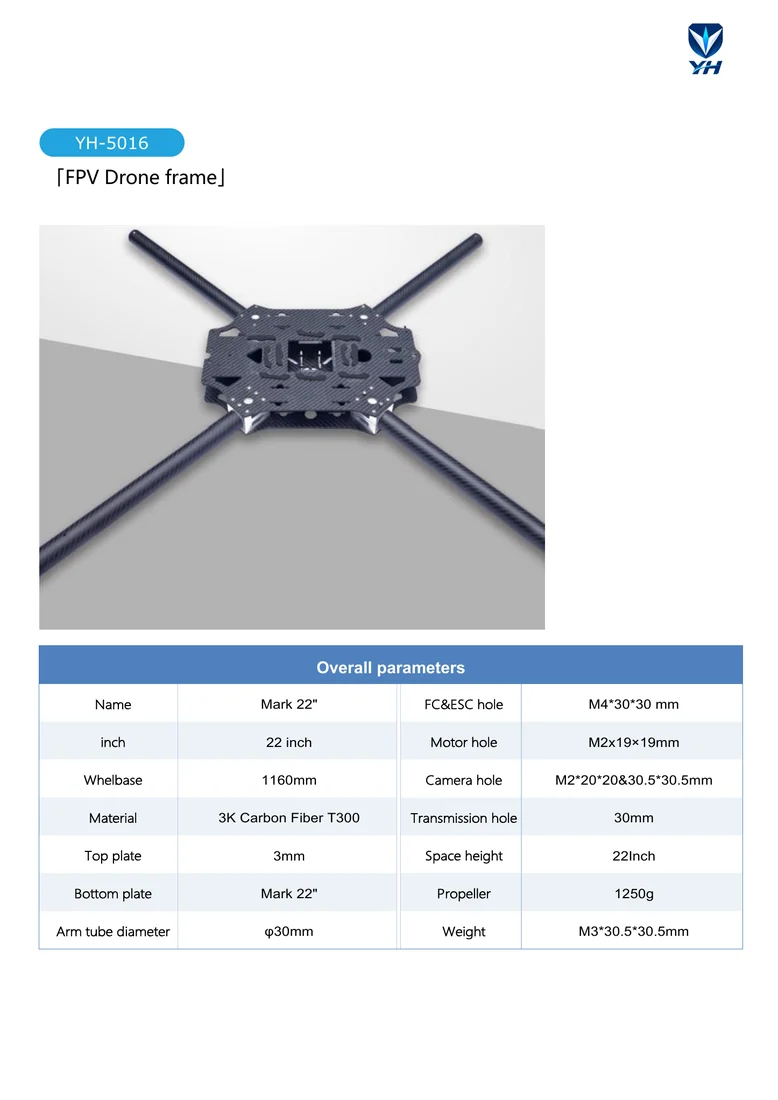 YH
YH-5016
「FPV Drone frame」
Overall parameters
Name Mark 22" FC&ESC hole M4*30*30 mm
inch 22 inch Motor hole M2x19×19mm
Whelbase 1160mm Camera hole M2*20*20&30.5*30.5mm
Material 3K Carbon Fiber T300 Transmission hole 30mm
Top plate 3mm Space height 22Inch
Bottom plate Mark 22" Propeller 1250g
Arm tube diameter φ30mm Weight M3*30.5*30.5mm